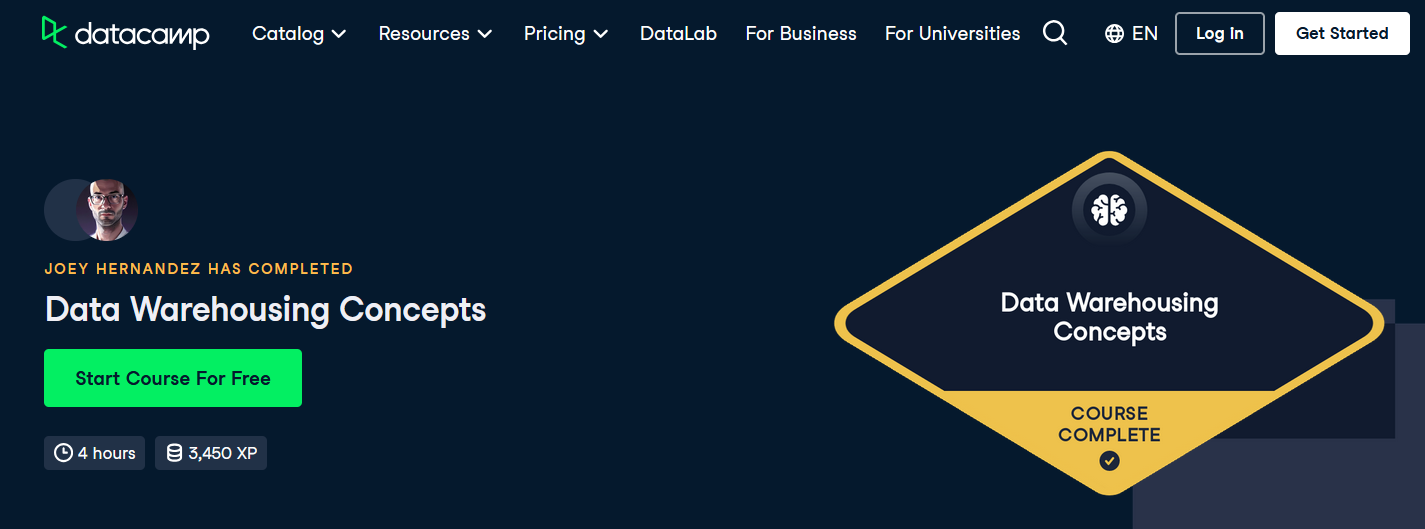 datacamp Catalog Resources Pricing DataLab For Business For Universities EN Log In Get Started
JOEY HERNANDEZ HAS COMPLETED
Data Warehousing Concepts
Start Course For Free
4 hours 3,450 XP
Data Warehousing
Concepts
COURSE
COMPLETE